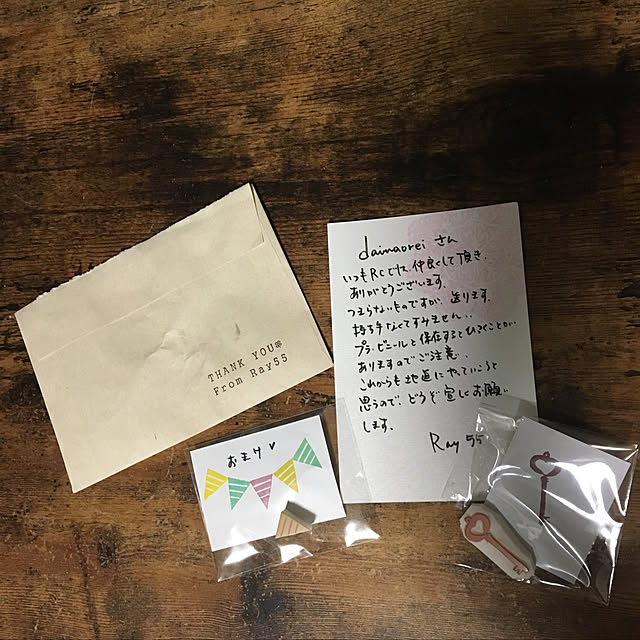 THANK YOU
From Ray55
dainaorei さん
いつもRCでは、仲良くして頂き、
ありがとうございます。
つまらないものですが、送ります。
持ち手なくてすみません…
プラ・ビニールと保存するとひっつくことが
ありますのでご注意…
これからも地道にやっていこうと
思うので、どうぞ宜しくお願い
します。
Ray 55
おまけ♥